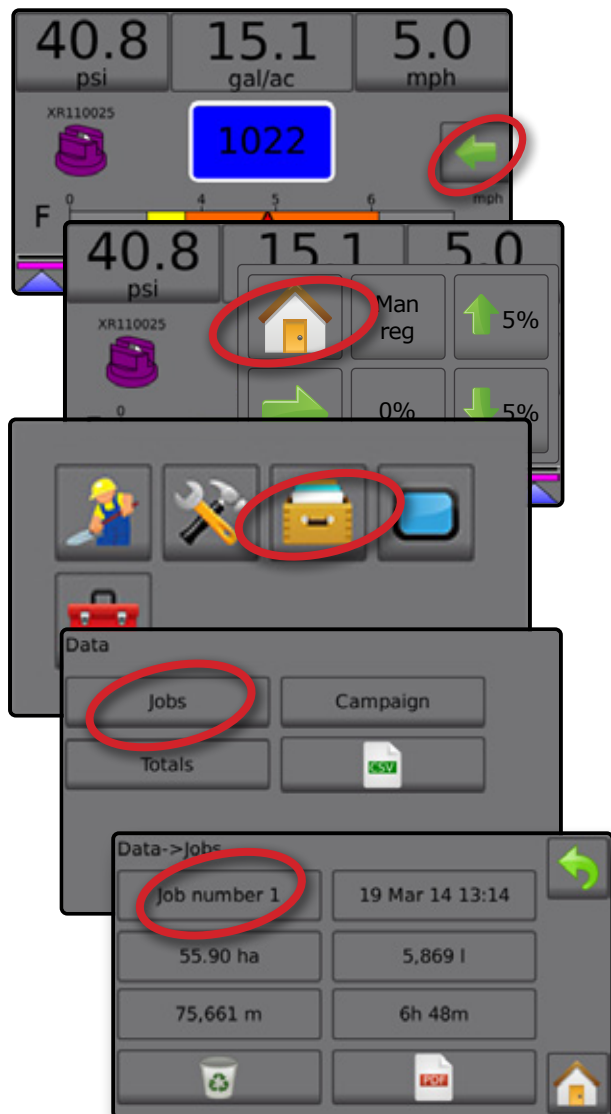 40.8 15.1 5.0
psi gal/ac mph
XR110025
1022
0 4 5 6 mph
F
40.8 15.1 5.0
psi
XR110025
Man
reg
5%
0
0%
5%
Data
Jobs Campaign
Totals CSV
Data->Jobs
Job number 1 19 Mar 14 13:14
55.90 ha 5,869 l
75,661 m 6h 48m
PDF